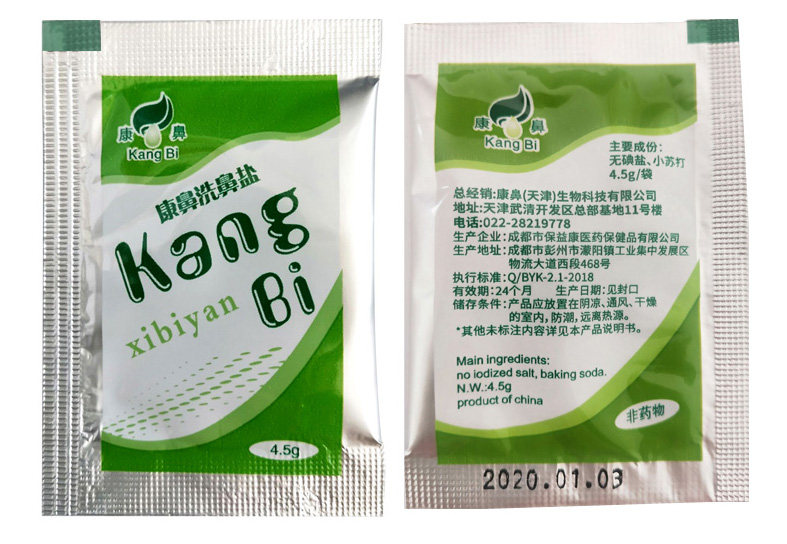 康 鼻
Kang Bi
康鼻洗鼻盐
Kang
Bi
xibiyan
4.5g
康 鼻
Kang Bi
主要成份:
无碘盐、小苏打
4.5g/袋
总经销:康鼻(天津)生物科技有限公司
地址:天津武清开发区总部基地11号楼
电话:022-28219778
生产企业:成都市保益康医药保健品有限公司
生产地址:成都市彭州市濛阳镇工业集中发展区
物流大道西段468号
执行标准:Q/BYK-2.1-2018
有效期:24个月 生产日期:见封口
储存条件:产品应放置在阴凉、通风、干燥
的室内,防潮,远离热源。
*其他未标注内容详见本产品说明书。
Main ingredients:
no iodized salt, baking soda.
N.W.:4.5g
product of china
非药物
2020.01.03